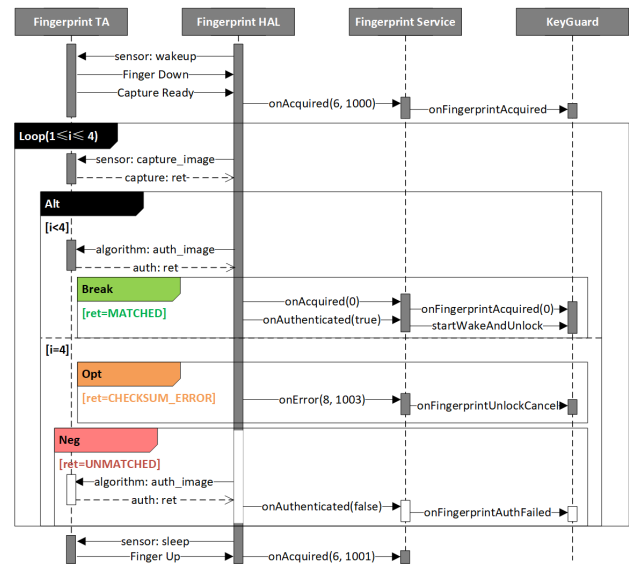 Fingerprint TA
Fingerprint HAL
Fingerprint Service
KeyGuard
sensor: wakeup
Finger Down
Capture Ready
onAcquired(6, 1000)
onFingerprintAcquired
Loop(1≤i≤ 4)
sensor: capture_image
capture: ret
Alt
[i<4]
algorithm: auth_image
auth: ret
Break
[ret=MATCHED]
onAcquired(0)
onFingerprintAcquired(0)
onAuthenticated(true)
startWakeAndUnlock
[i=4]
Opt
[ret=CHECKSUM_ERROR]
onError(8, 1003)
onFingerprintUnlockCancel
Neg
[ret=UNMATCHED]
algorithm: auth_image
auth: ret
onAuthenticated(false)
onFingerprintAuthFailed
sensor: sleep
Finger Up
onAcquired(6, 1001)